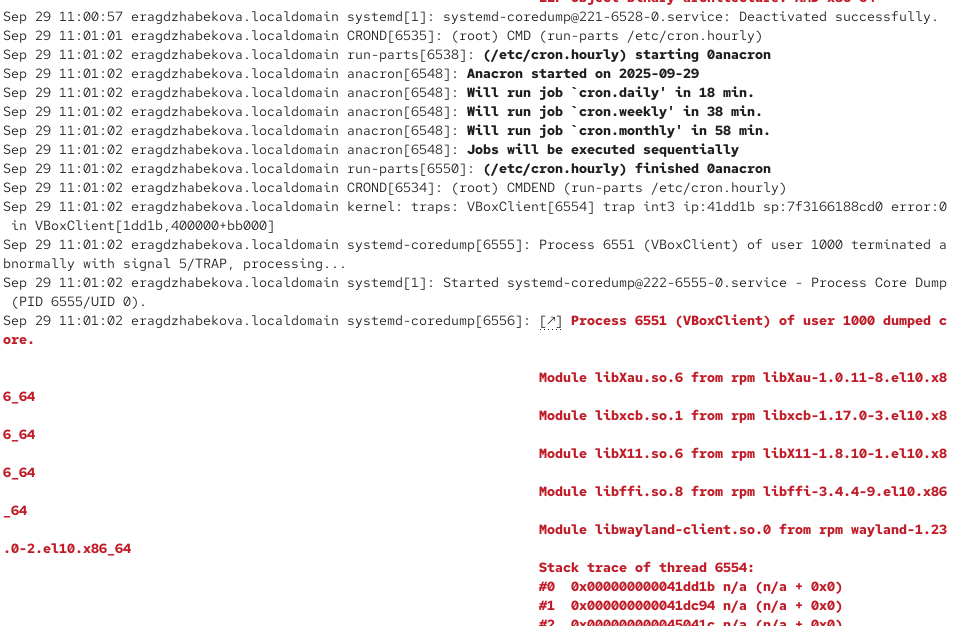 ELF object binary architecture: AMD x86-64
Sep 29 11:00:57 eragdzhabekova.localdomain systemd[1]: systemd-coredump@221-6528-0.service: Deactivated successfully.
Sep 29 11:01:01 eragdzhabekova.localdomain CROND[6535]: (root) CMD (run-parts /etc/cron.hourly)
Sep 29 11:01:02 eragdzhabekova.localdomain run-parts[6538]: (/etc/cron.hourly) starting 0anacron
Sep 29 11:01:02 eragdzhabekova.localdomain anacron[6548]: Anacron started on 2025-09-29
Sep 29 11:01:02 eragdzhabekova.localdomain anacron[6548]: Will run job `cron.daily' in 18 min.
Sep 29 11:01:02 eragdzhabekova.localdomain anacron[6548]: Will run job `cron.weekly' in 38 min.
Sep 29 11:01:02 eragdzhabekova.localdomain anacron[6548]: Will run job `cron.monthly' in 58 min.
Sep 29 11:01:02 eragdzhabekova.localdomain anacron[6548]: Jobs will be executed sequentially
Sep 29 11:01:02 eragdzhabekova.localdomain run-parts[6550]: (/etc/cron.hourly) finished 0anacron
Sep 29 11:01:02 eragdzhabekova.localdomain CROND[6534]: (root) CMDEND (run-parts /etc/cron.hourly)
Sep 29 11:01:02 eragdzhabekova.localdomain kernel: traps: VBoxClient[6554] trap int3 ip:41dd1b sp:7f3166188cd0 error:0
in VBoxClient[1dd1b,400000+bb000]
Sep 29 11:01:02 eragdzhabekova.localdomain systemd-coredump[6555]: Process 6551 (VBoxClient) of user 1000 terminated a
bnormally with signal 5/TRAP, processing...
Sep 29 11:01:02 eragdzhabekova.localdomain systemd[1]: Started systemd-coredump@222-6555-0.service - Process Core Dump
(PID 6555/UID 0).
Sep 29 11:01:02 eragdzhabekova.localdomain systemd-coredump[6556]: [↗] Process 6551 (VBoxClient) of user 1000 dumped c
ore.
Module libXau.so.6 from rpm libXau-1.0.11-8.el10.x8
6_64
Module libxcb.so.1 from rpm libxcb-1.17.0-3.el10.x8
6_64
Module libX11.so.6 from rpm libX11-1.8.10-1.el10.x8
6_64
Module libffi.so.8 from rpm libffi-3.4.4-9.el10.x86
_64
Module libwayland-client.so.0 from rpm wayland-1.23
.0-2.el10.x86_64
Stack trace of thread 6554:
#0  0x000000000041dd1b n/a (n/a + 0x0)
#1  0x000000000041dc94 n/a (n/a + 0x0)
#2  0x000000000045041c n/a (n/a + 0x0)